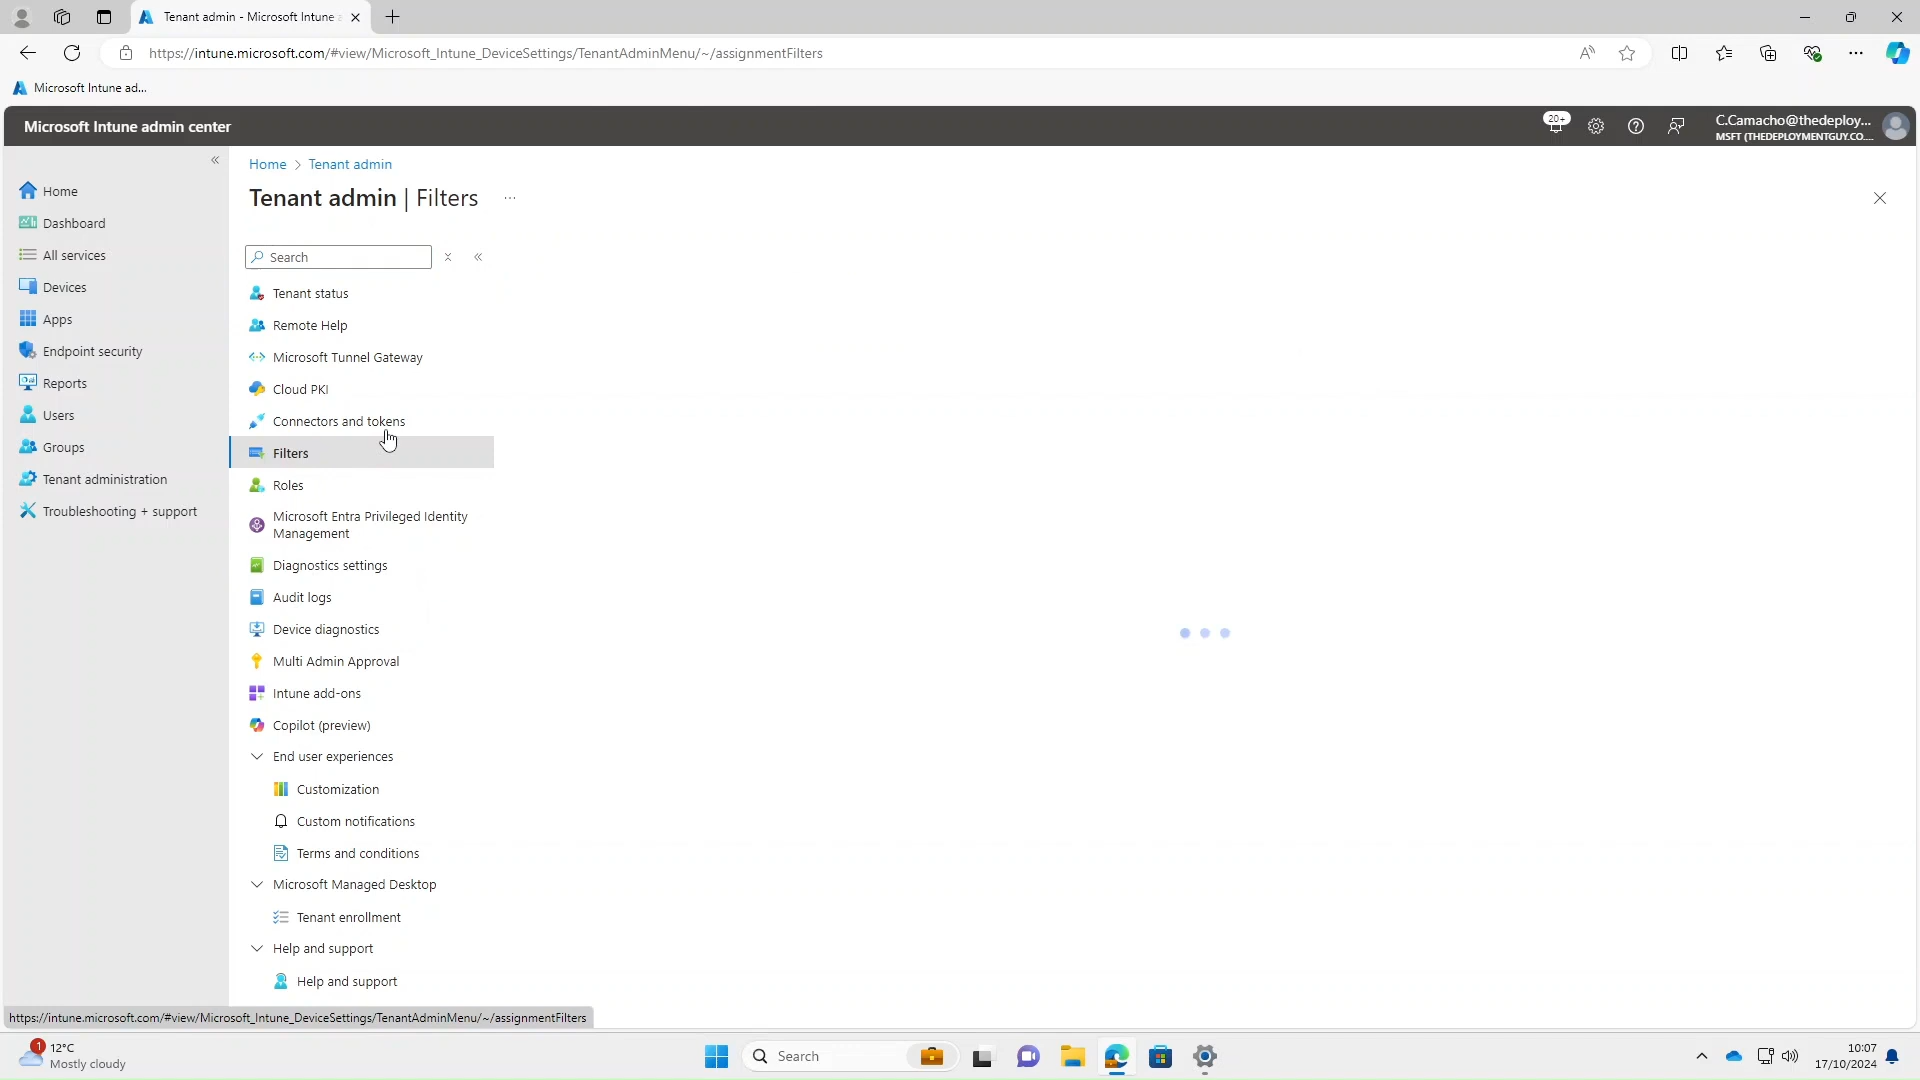 Tenant admin - Microsoft Intune a
https://intune.microsoft.com/#view/Microsoft_Intune_DeviceSettings/TenantAdminMenu/~/assignmentFilters
Microsoft Intune ad...
Microsoft Intune admin center
20+
C.Camacho@thedeploy...
MSFT (THEDEPLOYMENTGUY.CO....
Home > Tenant admin
Tenant admin | Filters ...
Home
Dashboard
All services
Devices
Apps
Endpoint security
Reports
Users
Groups
Tenant administration
Troubleshooting + support
Search
Tenant status
Remote Help
Microsoft Tunnel Gateway
Cloud PKI
Connectors and tokens
Filters
Roles
Microsoft Entra Privileged Identity
Management
Diagnostics settings
Audit logs
Device diagnostics
Multi Admin Approval
Intune add-ons
Copilot (preview)
End user experiences
Customization
Custom notifications
Terms and conditions
Microsoft Managed Desktop
Tenant enrollment
Help and support
Help and support
https://intune.microsoft.com/#view/Microsoft_Intune_DeviceSettings/TenantAdminMenu/~/assignmentFilters
1
12°C
Mostly cloudy
Search
10:07
17/10/2024